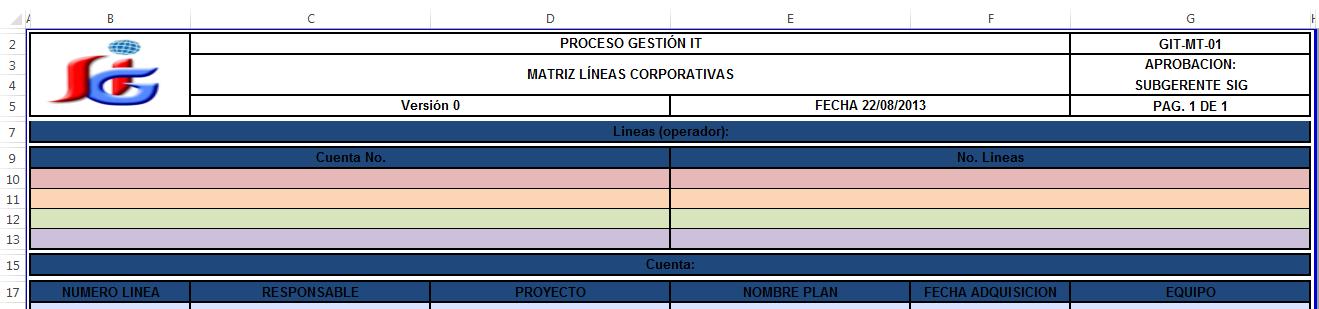 A B C D E F G H
2 PROCESO GESTIÓN IT GIT-MT-01
3 MATRIZ LÍNEAS CORPORATIVAS APROBACION:
4 SUBGERENTE SIG
5 Versión 0 FECHA 22/08/2013 PAG. 1 DE 1
7 Lineas (operador):
9 Cuenta No. No. Lineas
10
11
12
13
15 Cuenta:
17 NUMERO LINEA RESPONSABLE PROYECTO NOMBRE PLAN FECHA ADQUISICION EQUIPO